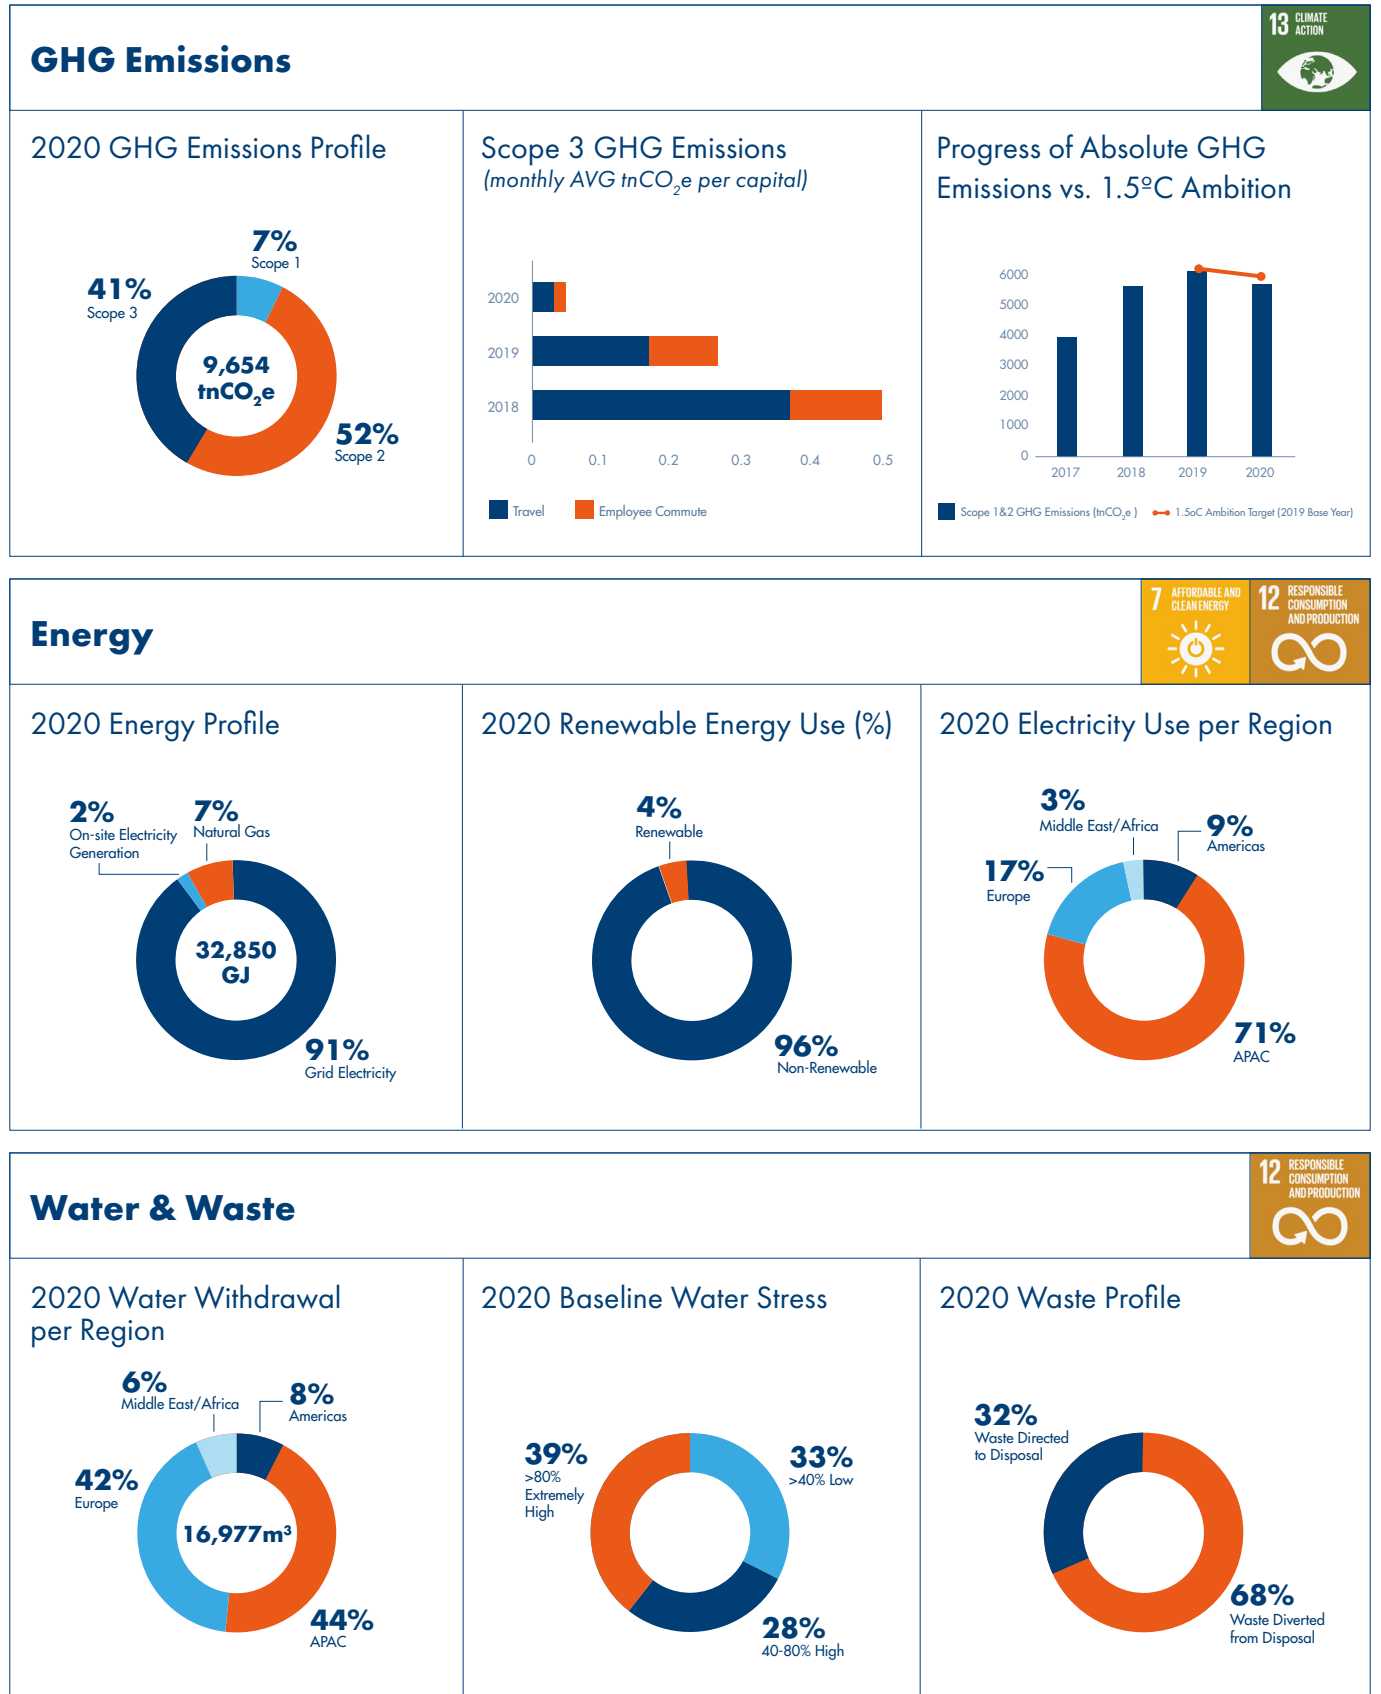 GHG Emissions
13 CLIMATE
ACTION
2020 GHG Emissions Profile
7%
Scope 1
41%
Scope 3
9,654
tnCO2e
52%
Scope 2
Scope 3 GHG Emissions
(monthly AVG tnCO2e per capital)
2020
2019
2018
0 0.1 0.2 0.3 0.4 0.5
Travel Employee Commute
Progress of Absolute GHG
Emissions vs. 1.5ºC Ambition
6000
5000
4000
3000
2000
1000
0
2017 2018 2019 2020
Scope 1&2 GHG Emissions (tnCO2e ) 1.5oC Ambition Target (2019 Base Year)
Energy
7 AFFORDABLE AND
CLEAN ENERGY
12 RESPONSIBLE
CONSUMPTION
AND PRODUCTION
2020 Energy Profile
2%
On-site Electricity
Generation
7%
Natural Gas
32,850
GJ
91%
Grid Electricity
2020 Renewable Energy Use (%)
4%
Renewable
96%
Non-Renewable
2020 Electricity Use per Region
3%
Middle East/Africa
9%
Americas
17%
Europe
71%
APAC
Water & Waste
12 RESPONSIBLE
CONSUMPTION
AND PRODUCTION
2020 Water Withdrawal
per Region
6%
Middle East/Africa
8%
Americas
42%
Europe
16,977m³
44%
APAC
2020 Baseline Water Stress
39%
>80%
Extremely
High
33%
>40% Low
28%
40-80% High
2020 Waste Profile
32%
Waste Directed
to Disposal
68%
Waste Diverted
from Disposal